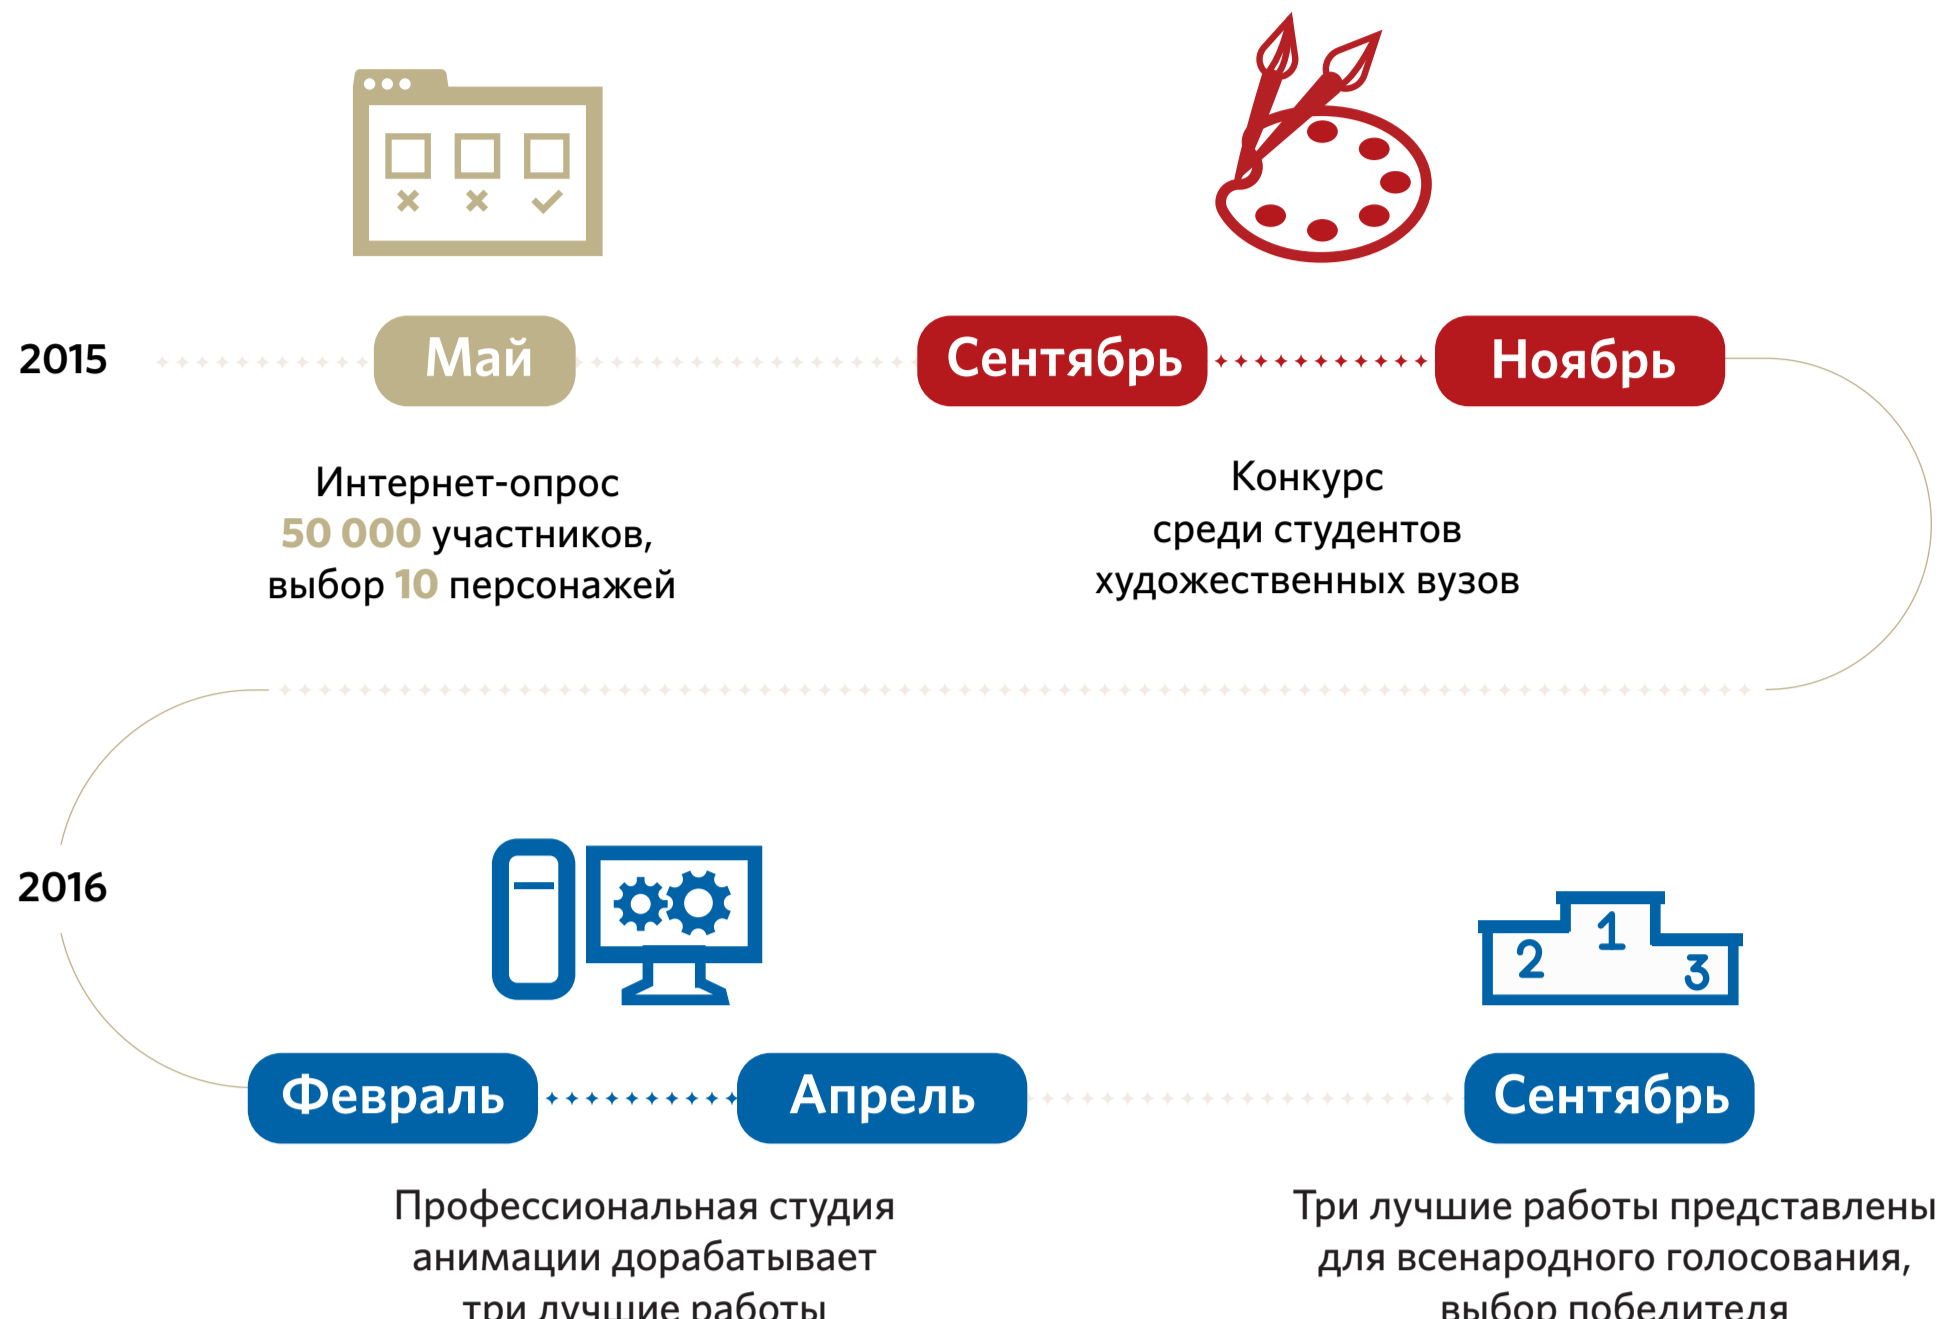 2015
Май
Сентябрь
Ноябрь
Интернет-опрос
50 000 участников,
выбор 10 персонажей
Конкурс
среди студентов
художественных вузов
2016
2
1
3
Февраль
Апрель
Сентябрь
Профессиональная студия
анимации дорабатывает
три лучшие работы
Три лучшие работы представлены
для всенародного голосования,
выбор победителя